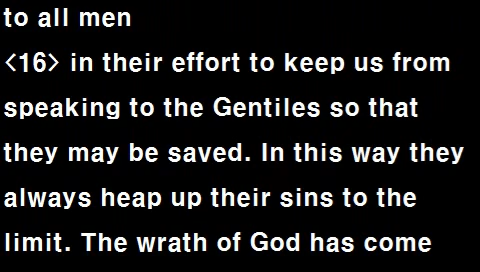 to all men
<16> in their effort to keep us from
speaking to the Gentiles so that
they may be saved. In this way they
always heap up their sins to the
limit. The wrath of God has come